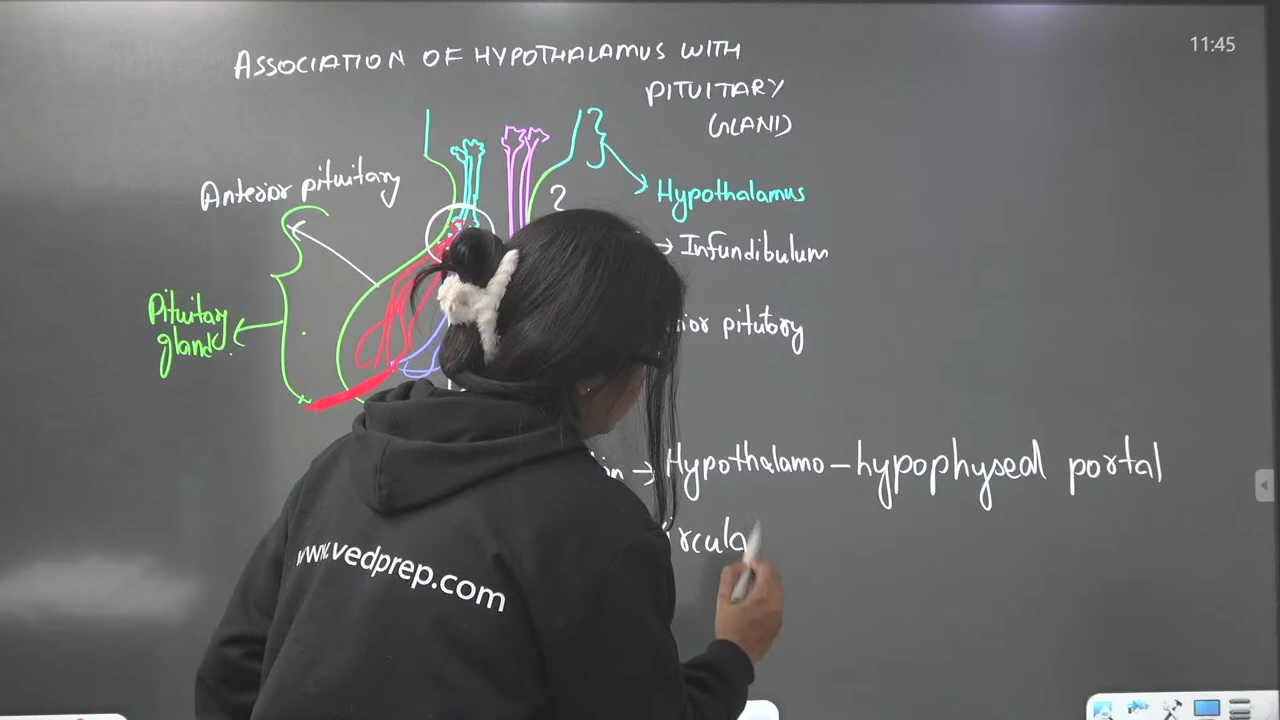 11:45
ASSOCIATION OF HYPOTHALAMUS WITH
PITUITARY
GLAND
Anterior pituitary
Hypothalamus
→ Infundibulum
Pituitary
gland
pitutory
→ Hypothalamo-hypophyseal portal
www.vedprep.com